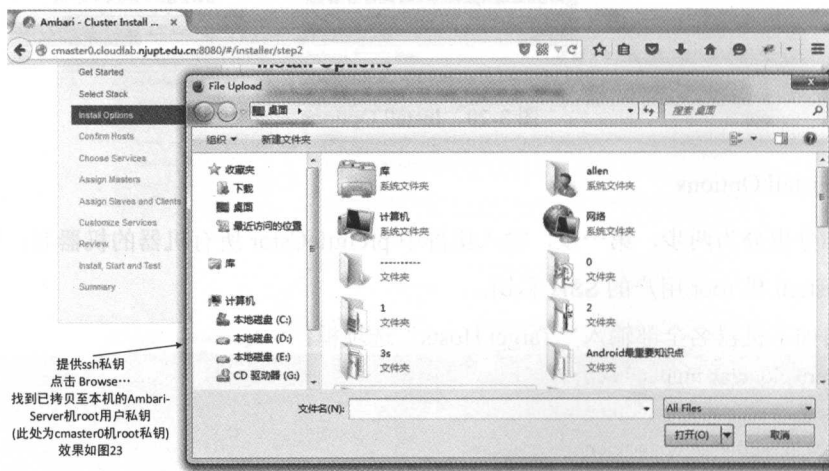 Ambari - Cluster Install ... ×
cmaster0.cloudlab.njupt.edu.cn:8080/#/installer/step2
Get Started
Install Options
Select Stack
Install Options
Confirm Hosts
Choose Services
Assign Masters
Assign Slaves and Clients
Customize Services
Review
Install, Start and Test
Summary
File Upload
桌面
搜索 桌面
组织
新建文件夹
收藏夹
下载
桌面
最近访问的位置
库
计算机
本地磁盘 (C:)
本地磁盘 (D:)
本地磁盘 (E:)
CD 驱动器 (G:)
库
系统文件夹
allen
系统文件夹
计算机
系统文件夹
网络
系统文件夹
-----------
文件夹
0
文件夹
1
文件夹
2
文件夹
3s
文件夹
Android最重要知识点
文件夹
文件名(N):
All Files
打开(O)
取消
提供ssh私钥
点击 Browse…
找到已拷贝至本机的Ambari-
Server机root用户私钥
(此处为cmaster0机root私钥)
效果如图23